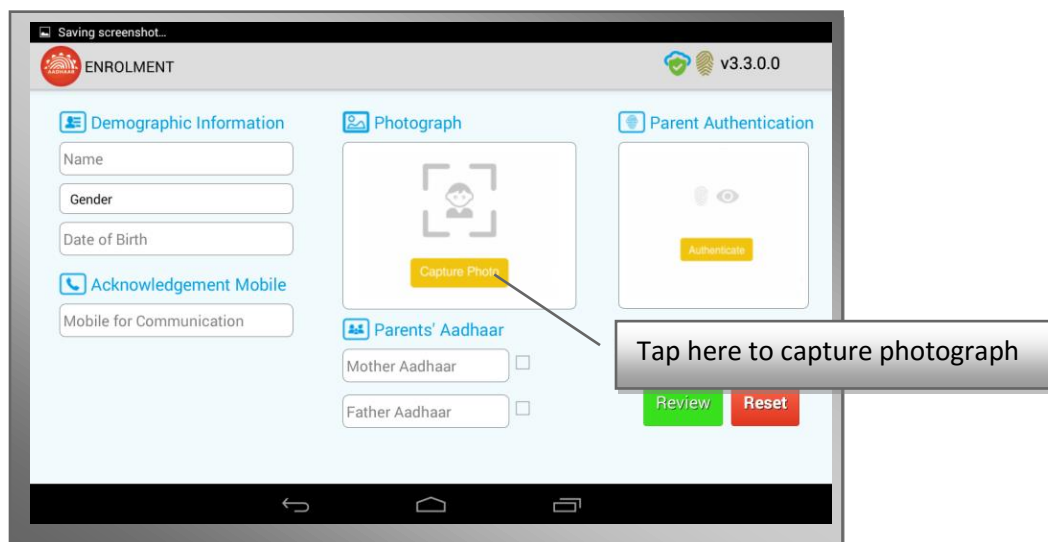 Saving screenshot...
AADHAAR
ENROLMENT
v3.3.0.0
Demographic Information
Name
Gender
Date of Birth
Acknowledgement Mobile
Mobile for Communication
Photograph
Capture Photo
Parents' Aadhaar
Mother Aadhaar
Father Aadhaar
Parent Authentication
Authenticate
Tap here to capture photograph
Review
Reset